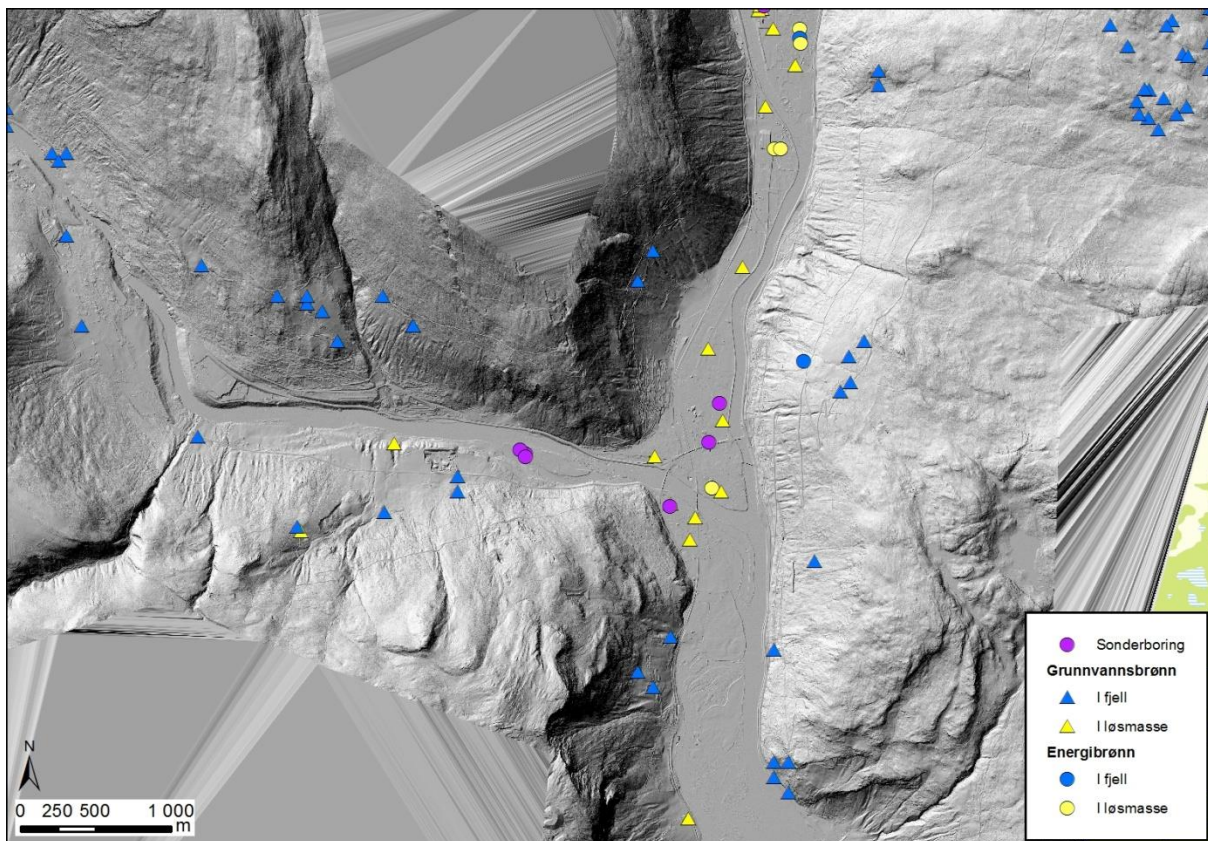 Sonderboring
Grunnvannsbrønn
I fjell
I løsmasse
Energibrønn
I fjell
I løsmasse
N
0 250 500 1 000
m